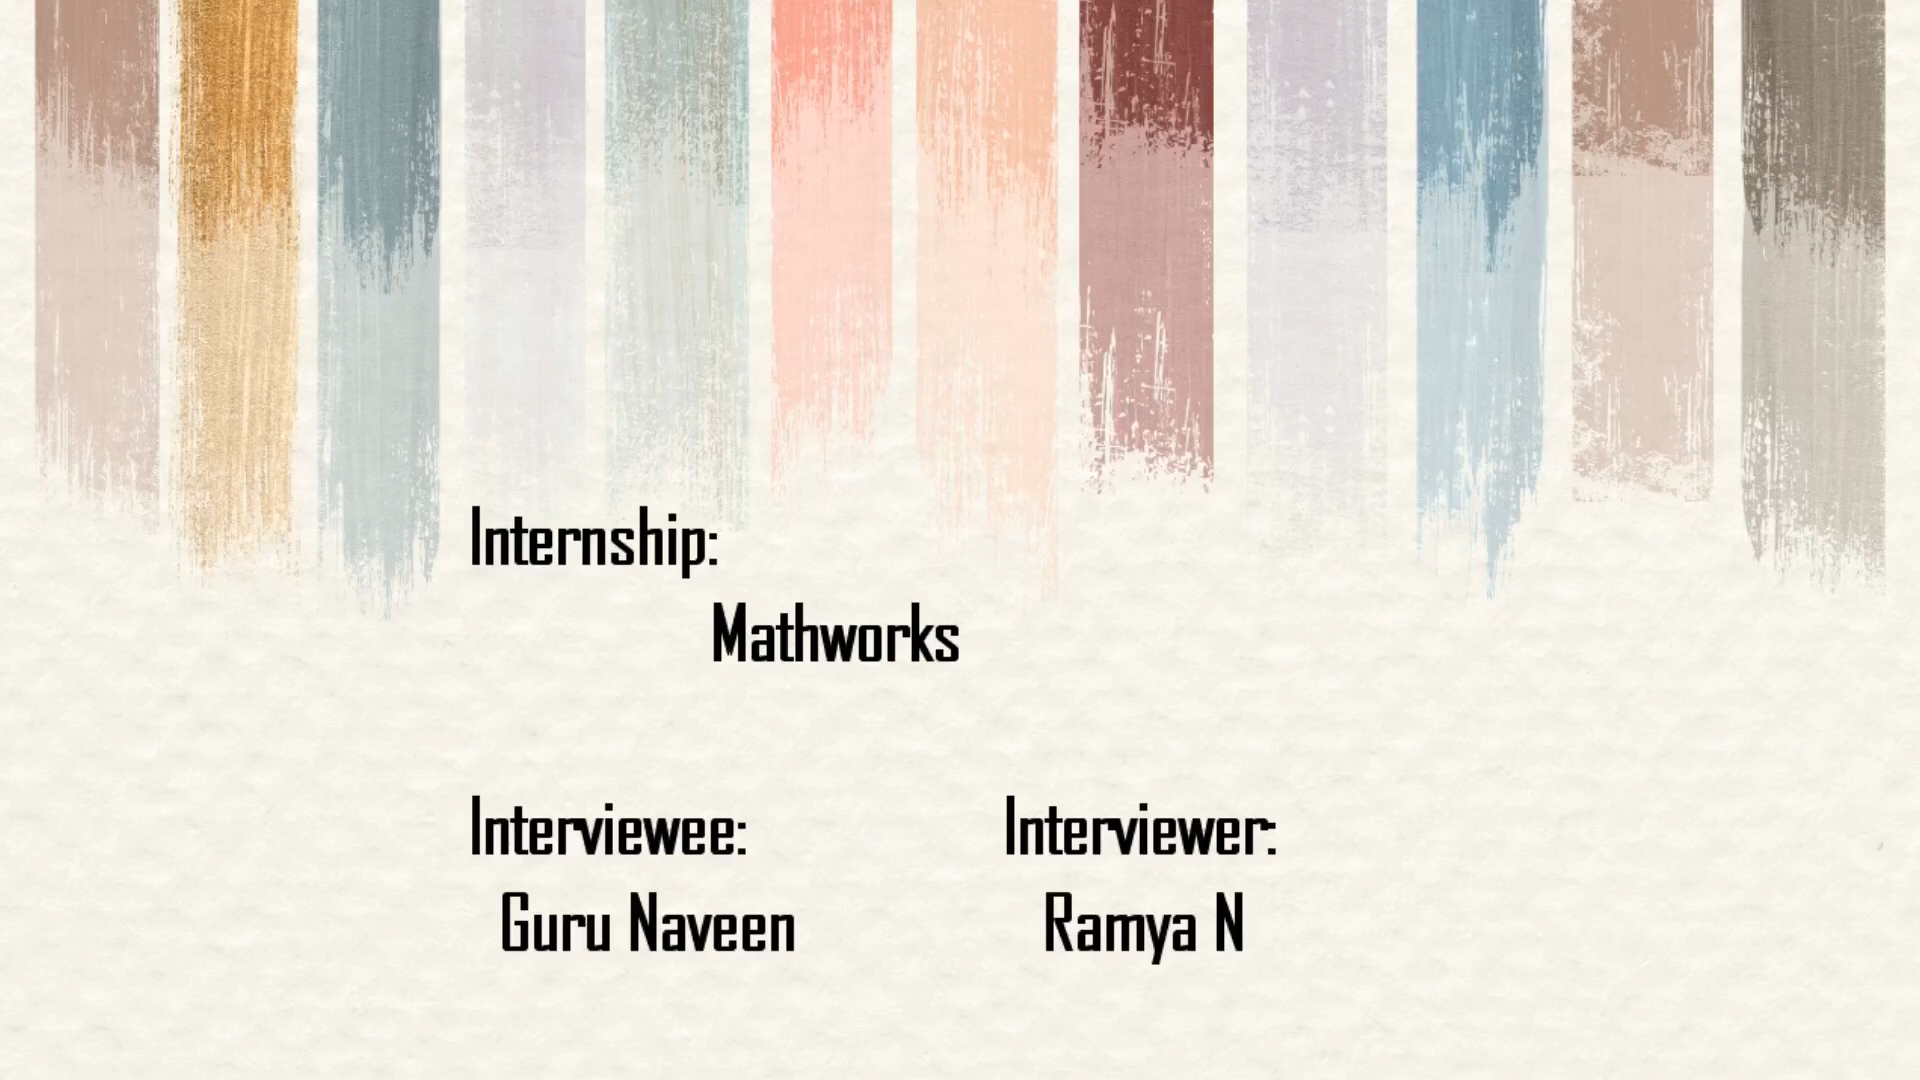 Internship:
Mathworks
Interviewee:
Guru Naveen
Interviewer:
Ramya N